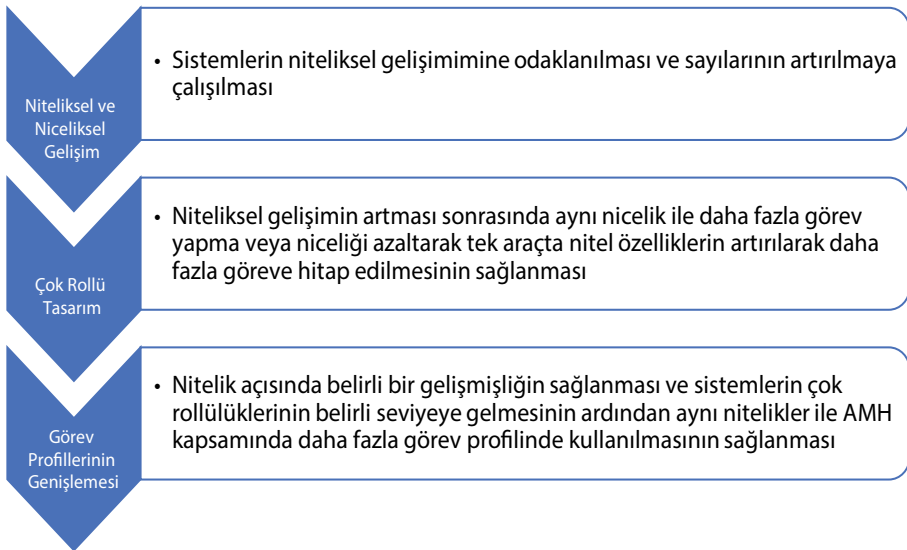 Niteliksel ve
Niceliksel
Gelişim
• Sistemlerin niteliksel gelişimimine odaklanılması ve sayılarının artırılmaya
çalışılması
Çok Rollü
Tasarım
• Niteliksel gelişimin artması sonrasında aynı nicelik ile daha fazla görev
yapma veya niceliği azaltarak tek araçta nitel özelliklerin artırılarak daha
fazla göreve hitap edilmesinin sağlanması
Görev
Profillerinin
Genişlemesi
• Nitelik açısında belirli bir gelişmişliğin sağlanması ve sistemlerin çok
rollülüklerinin belirli seviyeye gelmesinin ardından aynı nitelikler ile AMH
kapsamında daha fazla görev profilinde kullanılmasının sağlanması